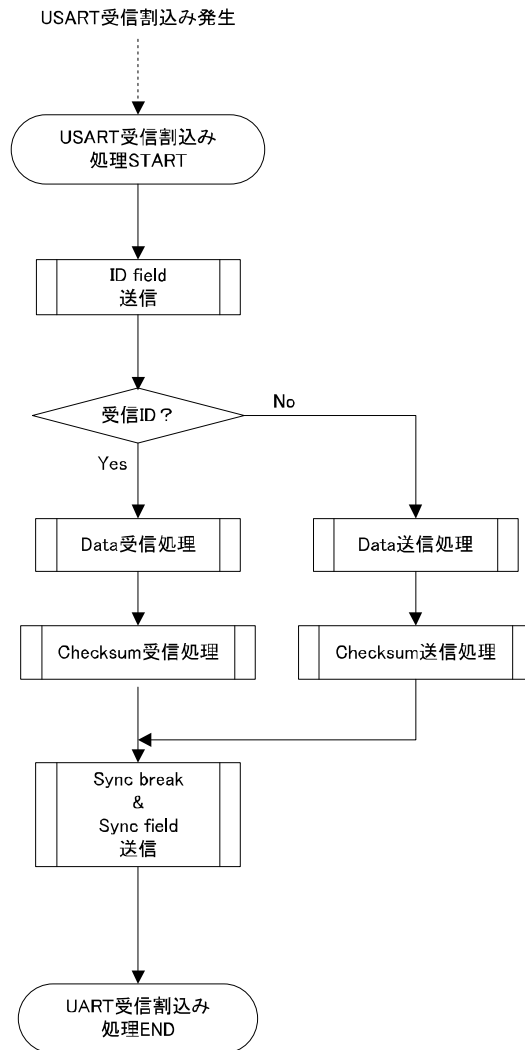 USART受信割込み発生
USART受信割込み
処理START
ID field
送信
受信ID？
No
Yes
Data受信処理
Data送信処理
Checksum受信処理
Checksum送信処理
Sync break
&
Sync field
送信
UART受信割込み
処理END